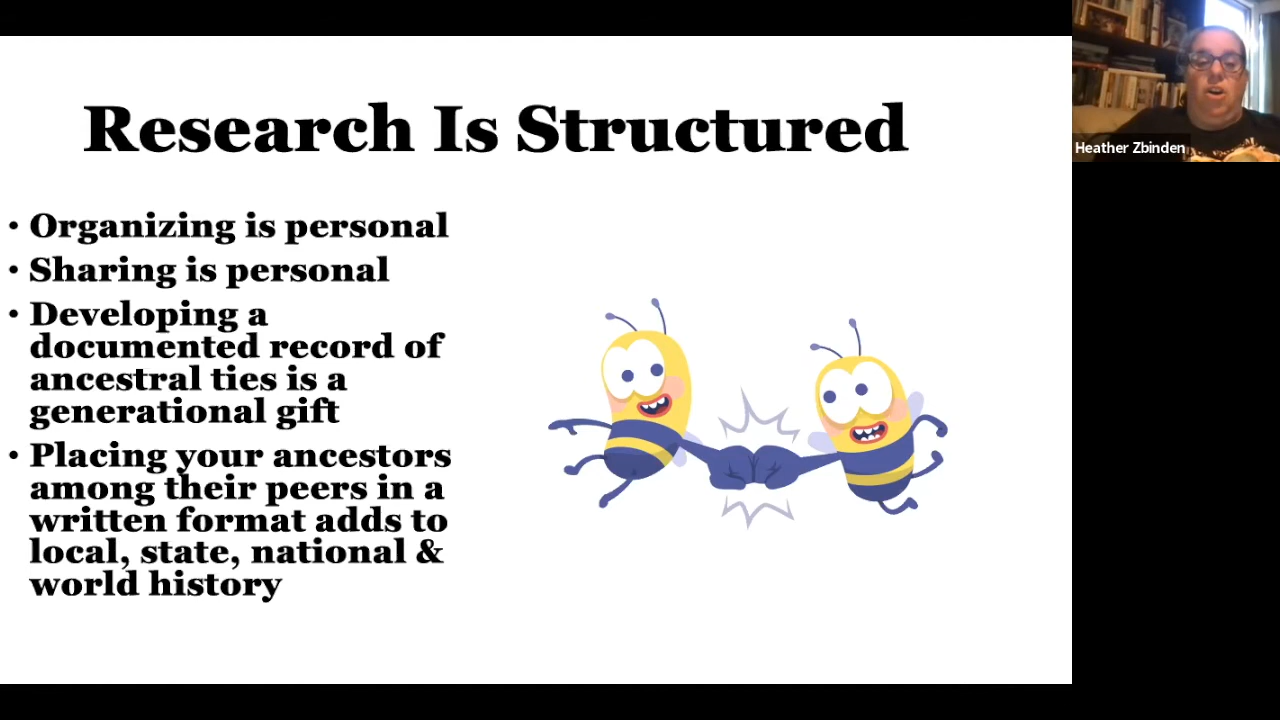 Research Is Structured
• Organizing is personal
• Sharing is personal
• Developing a
documented record of
ancestral ties is a
generational gift
• Placing your ancestors
among their peers in a
written format adds to
local, state, national &
world history
Heather Zbinden